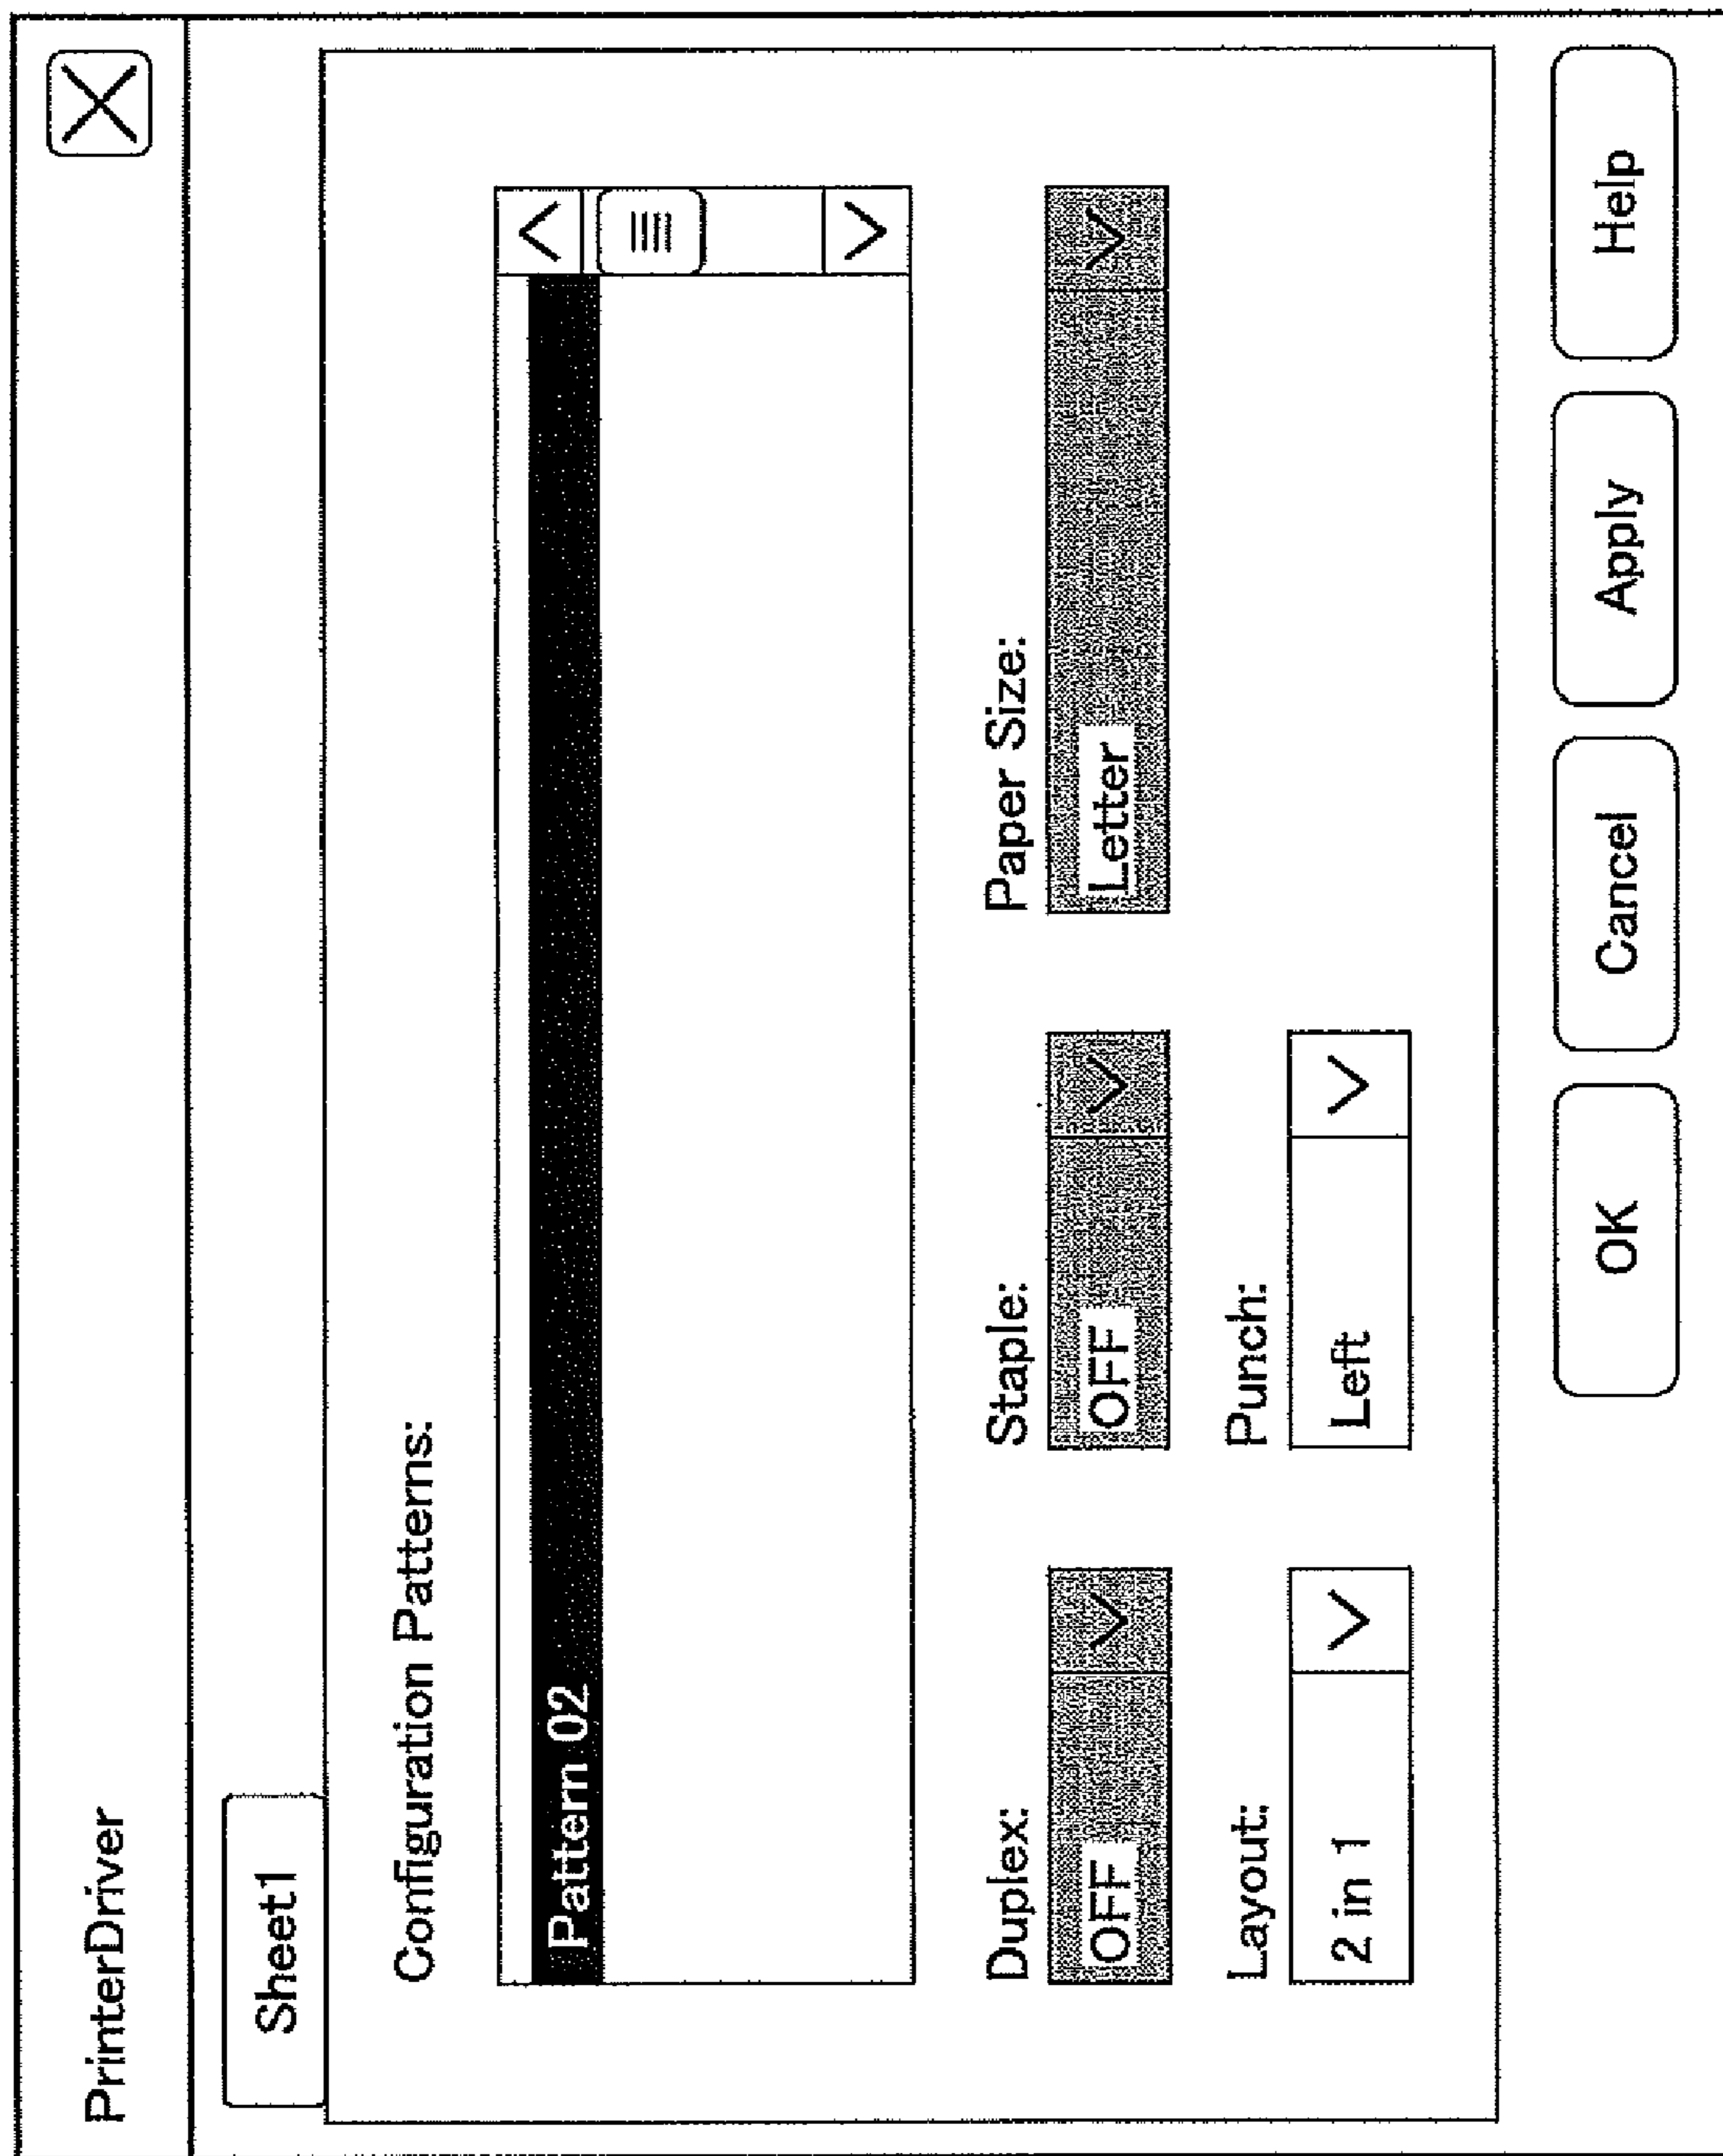 PrinterDriver
Sheet1
Configuration Patterns:
Pattern 02
Duplex: Staple: Paper Size:
OFF OFF Letter
Layout: Punch:
2 in 1 Left
OK Cancel Apply Help